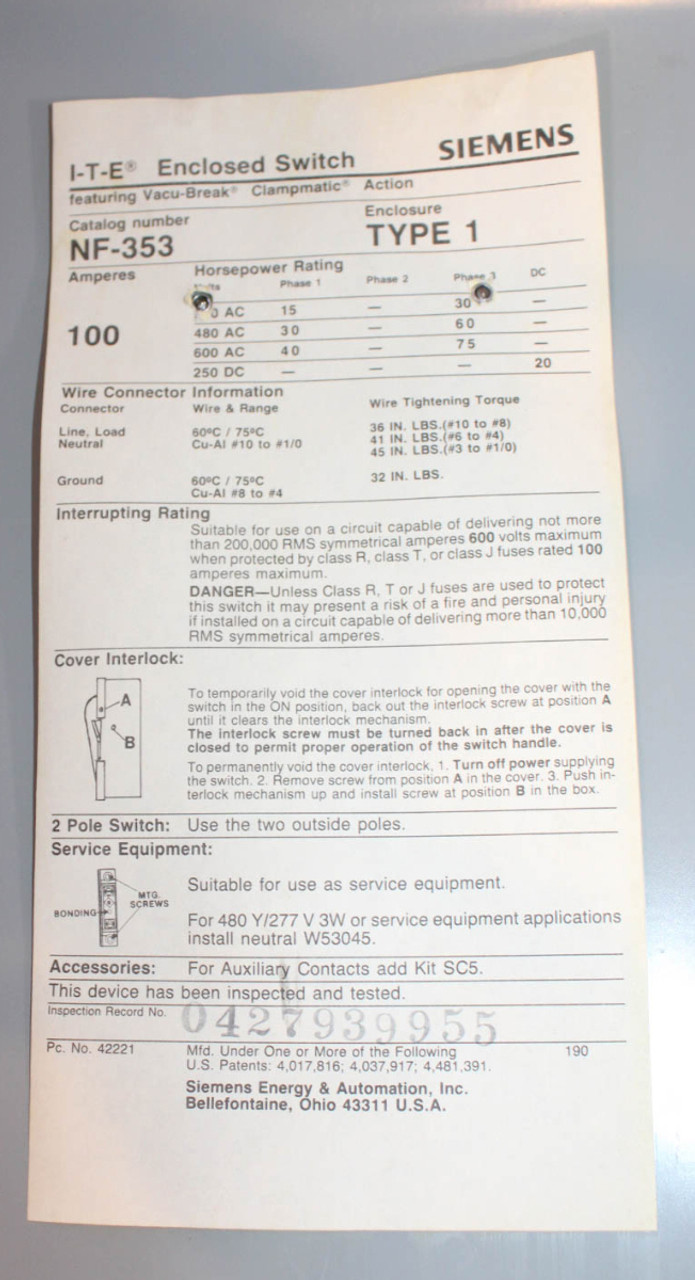 I-T-E® Enclosed Switch SIEMENS
featuring Vacu-Break® Clampmatic® Action
Catalog number Enclosure
NF-353 TYPE 1
Amperes Horsepower Rating
Phase 1 Phase 2 Phase 3 DC
0 AC 15 — 30 —
100 480 AC 30 — 60 —
600 AC 40 — 75 —
250 DC — — — 20
Wire Connector Information
Connector Wire & Range Wire Tightening Torque
Line, Load 60ºC / 75ºC 36 IN. LBS.(#10 to #8)
Neutral Cu-Al #10 to #1/0 41 IN. LBS.(#6 to #4)
45 IN. LBS.(#3 to #1/0)
Ground 60ºC / 75ºC 32 IN. LBS.
Cu-Al #8 to #4
Interrupting Rating
Suitable for use on a circuit capable of delivering not more
than 200,000 RMS symmetrical amperes 600 volts maximum
when protected by class R, class T, or class J fuses rated 100
amperes maximum.
DANGER—Unless Class R, T or J fuses are used to protect
this switch it may present a risk of a fire and personal injury
if installed on a circuit capable of delivering more than 10,000
RMS symmetrical amperes.
Cover Interlock:
A
B
To temporarily void the cover interlock for opening the cover with the
switch in the ON position, back out the interlock screw at position A
until it clears the interlock mechanism.
The interlock screw must be turned back in after the cover is
closed to permit proper operation of the switch handle.
To permanently void the cover interlock, 1. Turn off power supplying
the switch. 2. Remove screw from position A in the cover. 3. Push in-
terlock mechanism up and install screw at position B in the box.
2 Pole Switch: Use the two outside poles.
Service Equipment:
MTG.
SCREWS
BONDING
Suitable for use as service equipment.
For 480 Y/277 V 3W or service equipment applications
install neutral W53045.
Accessories: For Auxiliary Contacts add Kit SC5.
This device has been inspected and tested.
Inspection Record No. 0427939955
Pc. No. 42221 Mfd. Under One or More of the Following 190
U.S. Patents: 4,017,816; 4,037,917; 4,481,391.
Siemens Energy & Automation, Inc.
Bellefontaine, Ohio 43311 U.S.A.